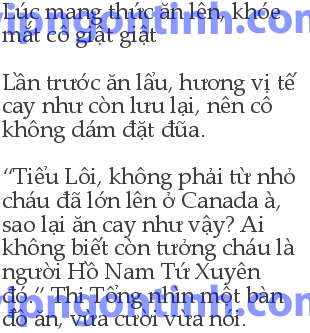 Lúc mang thức ăn lên, khóe
mắt cô giật giật
Lần trước ăn lẩu, hương vị tế
cay như còn lưu lại, nên cô
không dám đặt đũa.
“Tiểu Lôi, không phải từ nhỏ
cháu đã lớn lên ở Canada à,
sao lại ăn cay như vậy? Ai
không biết còn tưởng cháu là
người Hồ Nam Tứ Xuyên
đó.” Thi Tổng nhìn một bàn
đồ ăn, vừa cười vừa nói.